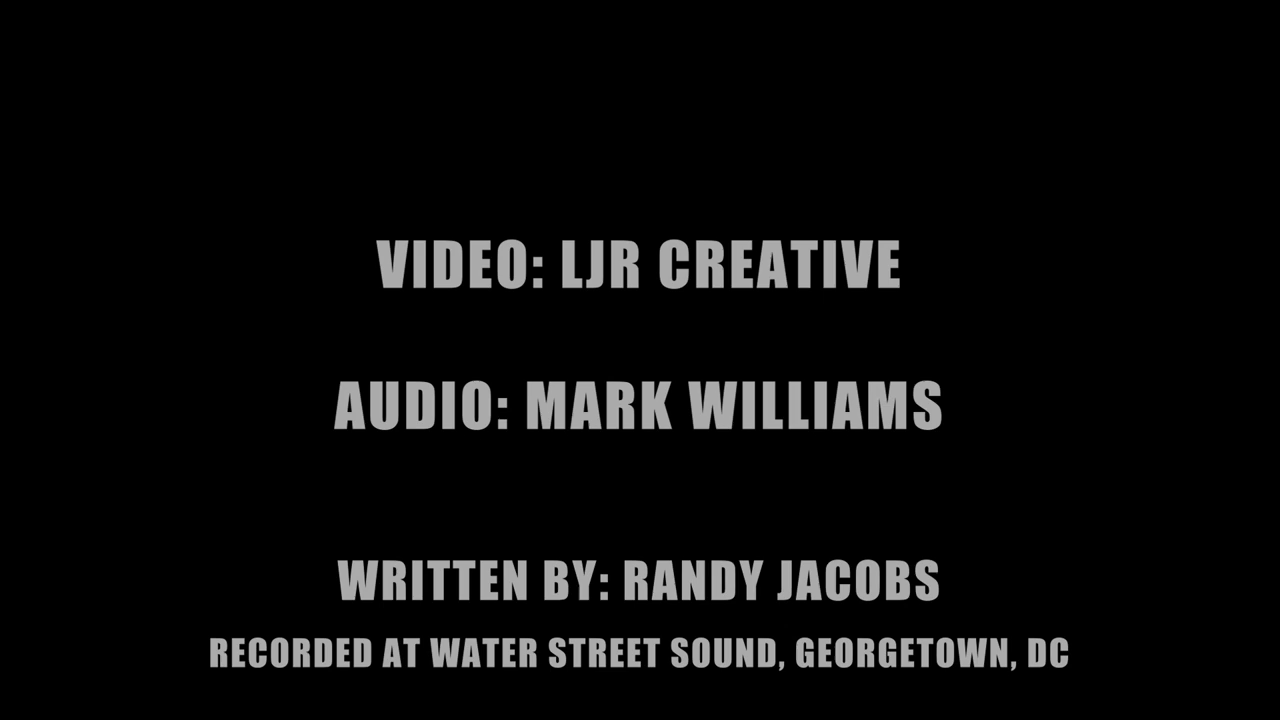 VIDEO: LJR CREATIVE
AUDIO: MARK WILLIAMS
WRITTEN BY: RANDY JACOBS
RECORDED AT WATER STREET SOUND, GEORGETOWN, DC